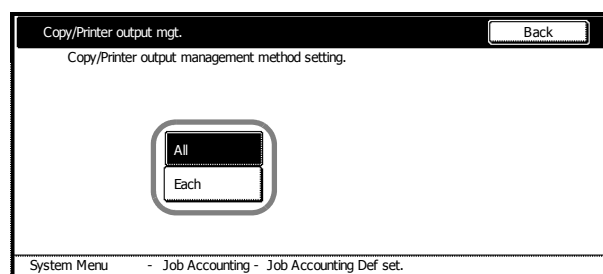 Copy/Printer output mgt. Back
Copy/Printer output management method setting.
All
Each
System Menu - Job Accounting - Job Accounting Def set.